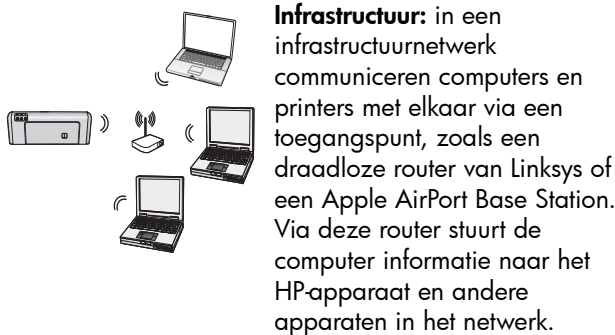 Infrastructuur: in een
infrastructuurnetwerk
communiceren computers en
printers met elkaar via een
toegangspunt, zoals een
draadloze router van Linksys of
een Apple AirPort Base Station.
Via deze router stuurt de
computer informatie naar het
HP-apparaat en andere
apparaten in het netwerk.